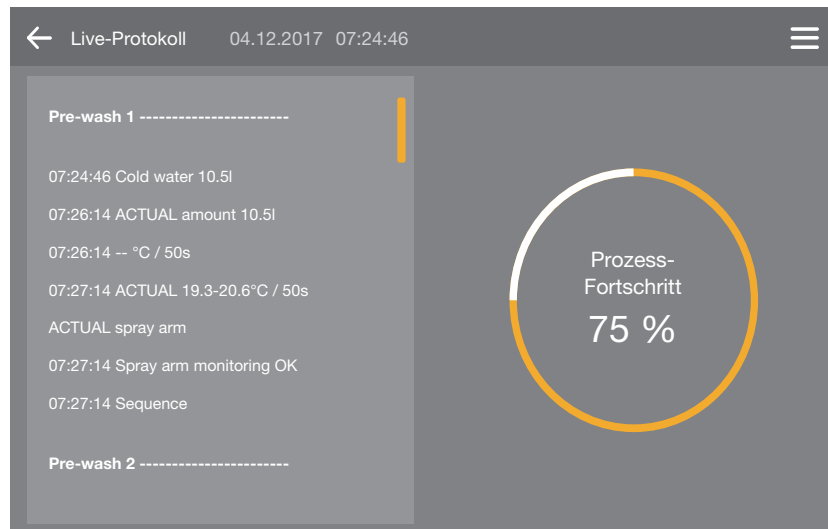 Live-Protokoll 04.12.2017 07:24:46
Pre-wash 1 -----------------------
07:24:46 Cold water 10.5l
07:26:14 ACTUAL amount 10.5l
07:26:14 -- °C / 50s
07:27:14 ACTUAL 19.3-20.6°C / 50s
ACTUAL spray arm
07:27:14 Spray arm monitoring OK
07:27:14 Sequence
Pre-wash 2 -----------------------
Prozess-
Fortschritt
75 %